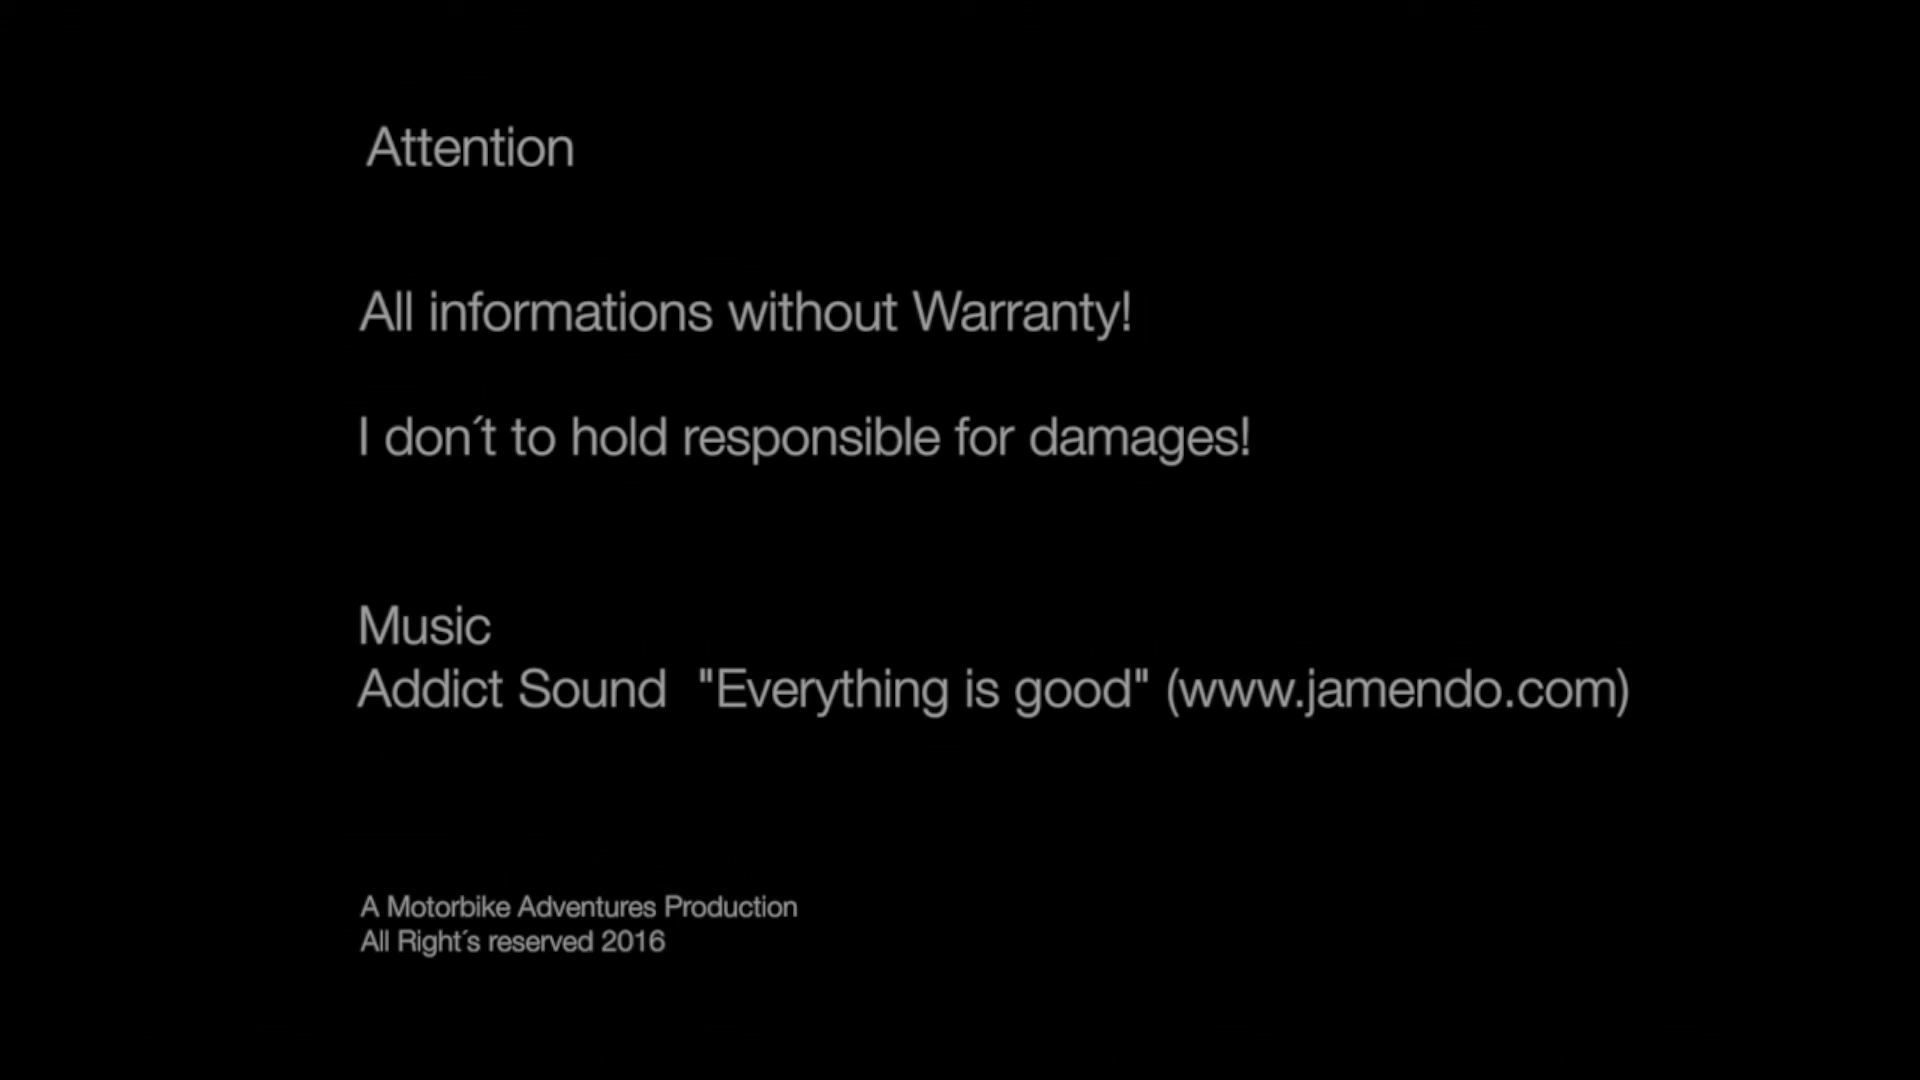 Attention
All informations without Warranty!
I don´t to hold responsible for damages!
Music
Addict Sound  "Everything is good" (www.jamendo.com)
A Motorbike Adventures Production
All Right´s reserved 2016